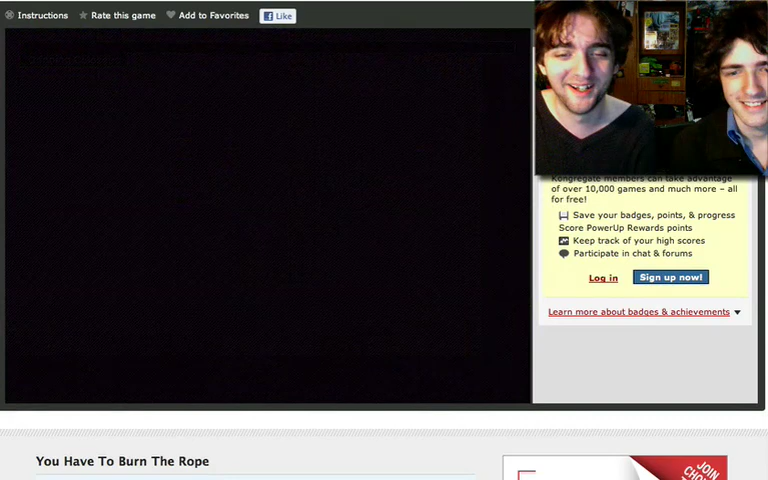 Instructions
Rate this game
Add to Favorites
Like
Kongregate members can take advantage
of over 10,000 games and much more – all
for free!
Save your badges, points, & progress
Score PowerUp Rewards points
Keep track of your high scores
Participate in chat & forums
Log in
Sign up now!
Learn more about badges & achievements
You Have To Burn The Rope
JOIN